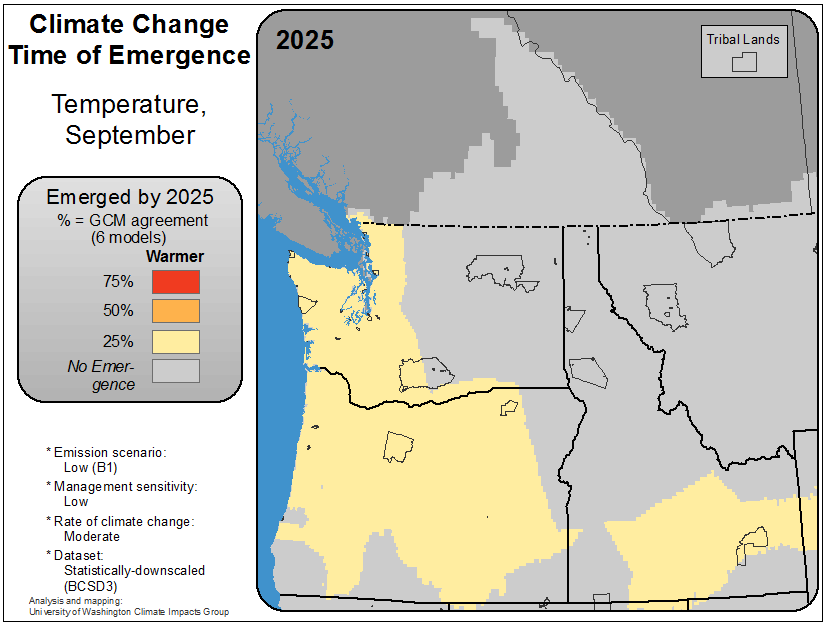 Climate Change
Time of Emergence
Temperature,
September
Emerged by 2025
% = GCM agreement
(6 models)
Warmer
75%
50%
25%
No Emer-
gence
* Emission scenario:
Low (B1)
* Management sensitivity:
Low
* Rate of climate change:
Moderate
* Dataset:
Statistically-downscaled
(BCSD3)
Analysis and mapping:
University of Washington Climate Impacts Group
2025
Tribal Lands